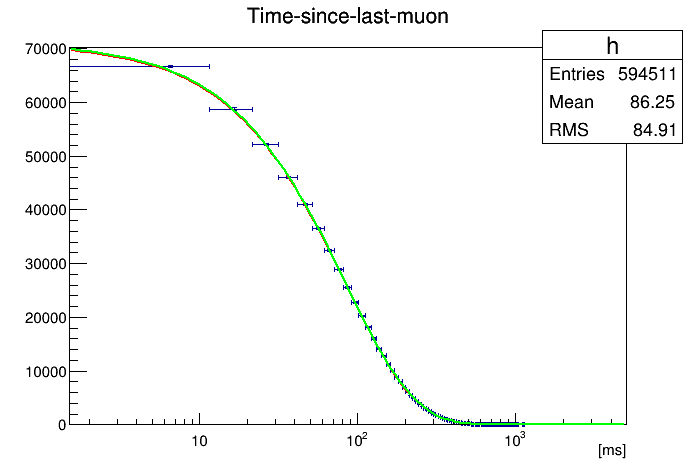 Time-since-last-muon
h
Entries 594511
Mean 86.25
RMS 84.91
70000
60000
50000
40000
30000
20000
10000
0
10 10² 10³
[ms]